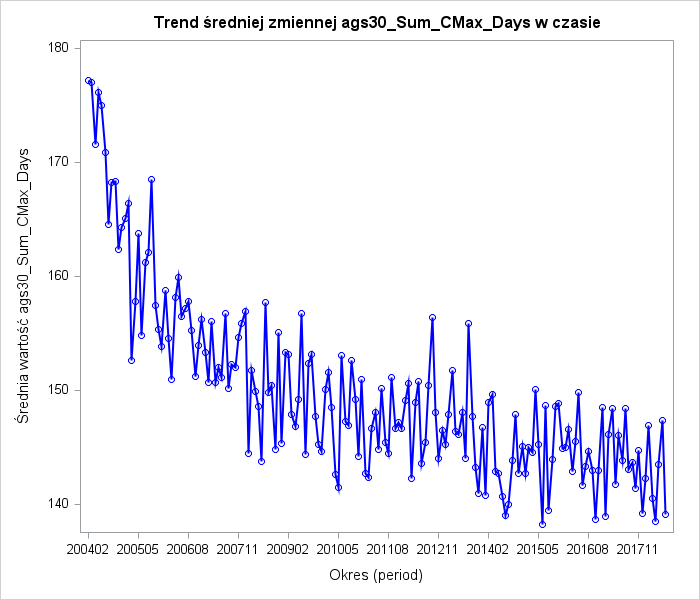 Trend średniej zmiennej ags30_Sum_CMax_Days w czasie
Średnia wartość ags30_Sum_CMax_Days
180
170
160
150
140
200402 200505 200608 200711 200902 201005 201108 201211 201402 201505 201608 201711
Okres (period)